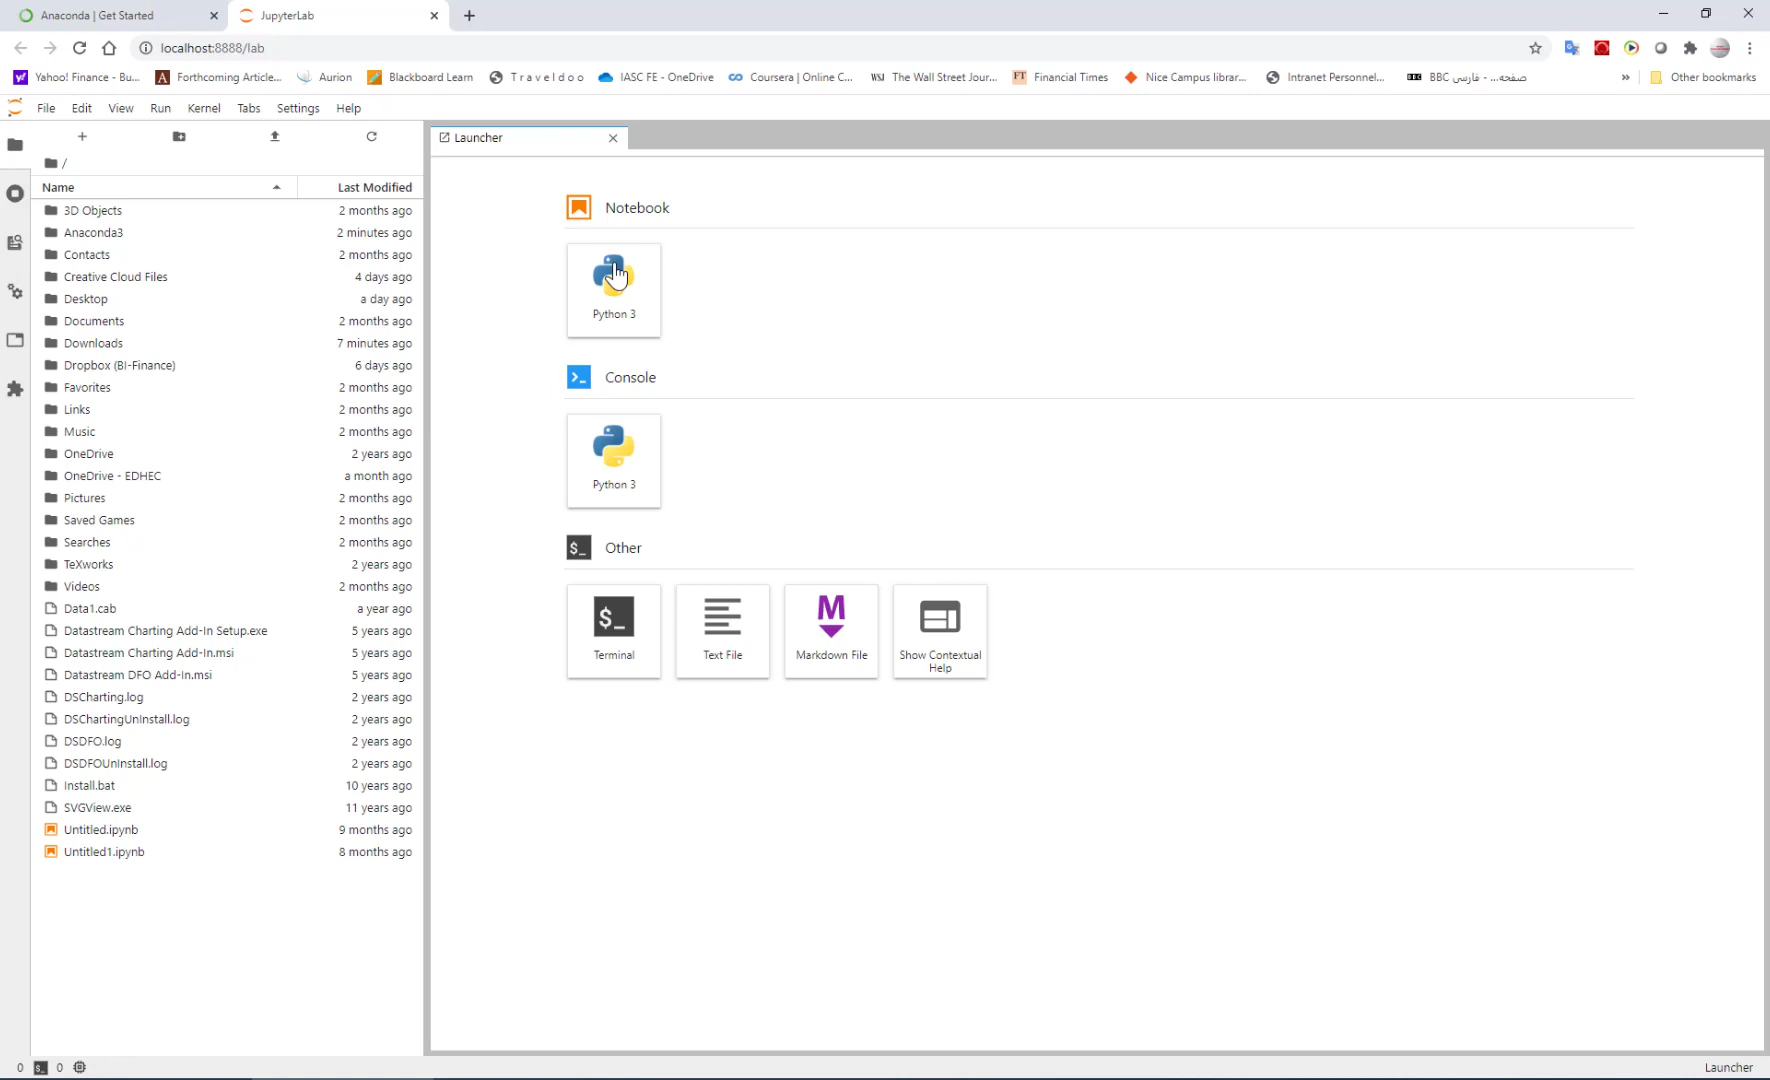 Anaconda | Get Started
JupyterLab
localhost:8888/lab
Yahoo! Finance - Bu...
Forthcoming Article...
Aurion
Blackboard Learn
T r a v e l d o o
IASC FE - OneDrive
Coursera | Online C...
WSJ The Wall Street Jour...
FT Financial Times
Nice Campus librar...
Intranet Personnel...
BBC صفحه... - فارسی BBC
»
Other bookmarks
File Edit View Run Kernel Tabs Settings Help
Launcher
/
Name Last Modified
3D Objects 2 months ago
Anaconda3 2 minutes ago
Contacts 2 months ago
Creative Cloud Files 4 days ago
Desktop a day ago
Documents 2 months ago
Downloads 7 minutes ago
Dropbox (BI-Finance) 6 days ago
Favorites 2 months ago
Links 2 months ago
Music 2 months ago
OneDrive 2 years ago
OneDrive - EDHEC a month ago
Pictures 2 months ago
Saved Games 2 months ago
Searches 2 months ago
TeXworks 2 years ago
Videos 2 months ago
Data1.cab a year ago
Datastream Charting Add-In Setup.exe 5 years ago
Datastream Charting Add-In.msi 5 years ago
Datastream DFO Add-In.msi 5 years ago
DSCharting.log 2 years ago
DSChartingUnInstall.log 2 years ago
DSDFO.log 2 years ago
DSDFOUnInstall.log 2 years ago
Install.bat 10 years ago
SVGView.exe 11 years ago
Untitled.ipynb 9 months ago
Untitled1.ipynb 8 months ago
Notebook
Python 3
>_ Console
Python 3
$_ Other
$_
Terminal
Text File
M
Markdown File
Show Contextual
Help
0 $_ 0
Launcher